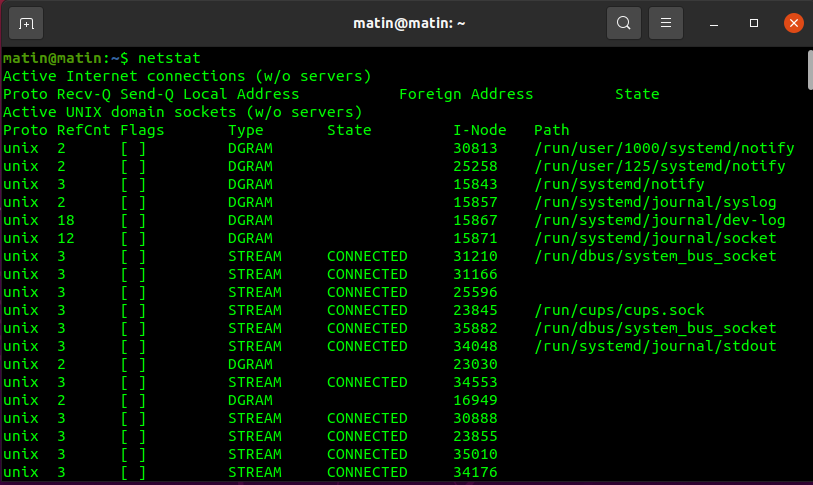 matin@matin: ~
matin@matin:~$ netstat
Active Internet connections (w/o servers)
Proto Recv-Q Send-Q Local Address           Foreign Address         State
Active UNIX domain sockets (w/o servers)
Proto RefCnt Flags       Type       State         I-Node   Path
unix  2      [ ]         DGRAM                    30813    /run/user/1000/systemd/notify
unix  2      [ ]         DGRAM                    25258    /run/user/125/systemd/notify
unix  3      [ ]         DGRAM                    15843    /run/systemd/notify
unix  2      [ ]         DGRAM                    15857    /run/systemd/journal/syslog
unix  18     [ ]         DGRAM                    15867    /run/systemd/journal/dev-log
unix  12     [ ]         DGRAM                    15871    /run/systemd/journal/socket
unix  3      [ ]         STREAM     CONNECTED     31210    /run/dbus/system_bus_socket
unix  3      [ ]         STREAM     CONNECTED     31166
unix  3      [ ]         STREAM     CONNECTED     25596
unix  3      [ ]         STREAM     CONNECTED     23845    /run/cups/cups.sock
unix  3      [ ]         STREAM     CONNECTED     35882    /run/dbus/system_bus_socket
unix  3      [ ]         STREAM     CONNECTED     34048    /run/systemd/journal/stdout
unix  2      [ ]         DGRAM                    23030
unix  3      [ ]         STREAM     CONNECTED     34553
unix  2      [ ]         DGRAM                    16949
unix  3      [ ]         STREAM     CONNECTED     30888
unix  3      [ ]         STREAM     CONNECTED     23855
unix  3      [ ]         STREAM     CONNECTED     35010
unix  3      [ ]         STREAM     CONNECTED     34176